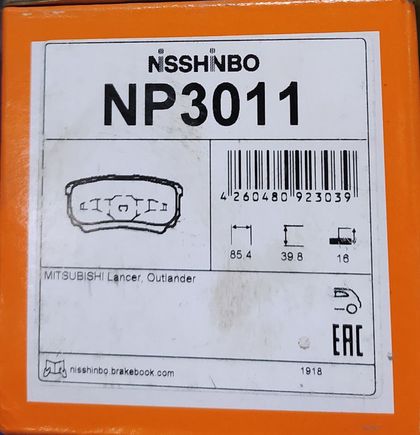 NiSSHiNBO
NP3011
4 260480 923039
85.4 39.8 16
MITSUBISHI Lancer, Outlander
EAC
nisshinbo.brakebook.com 1918